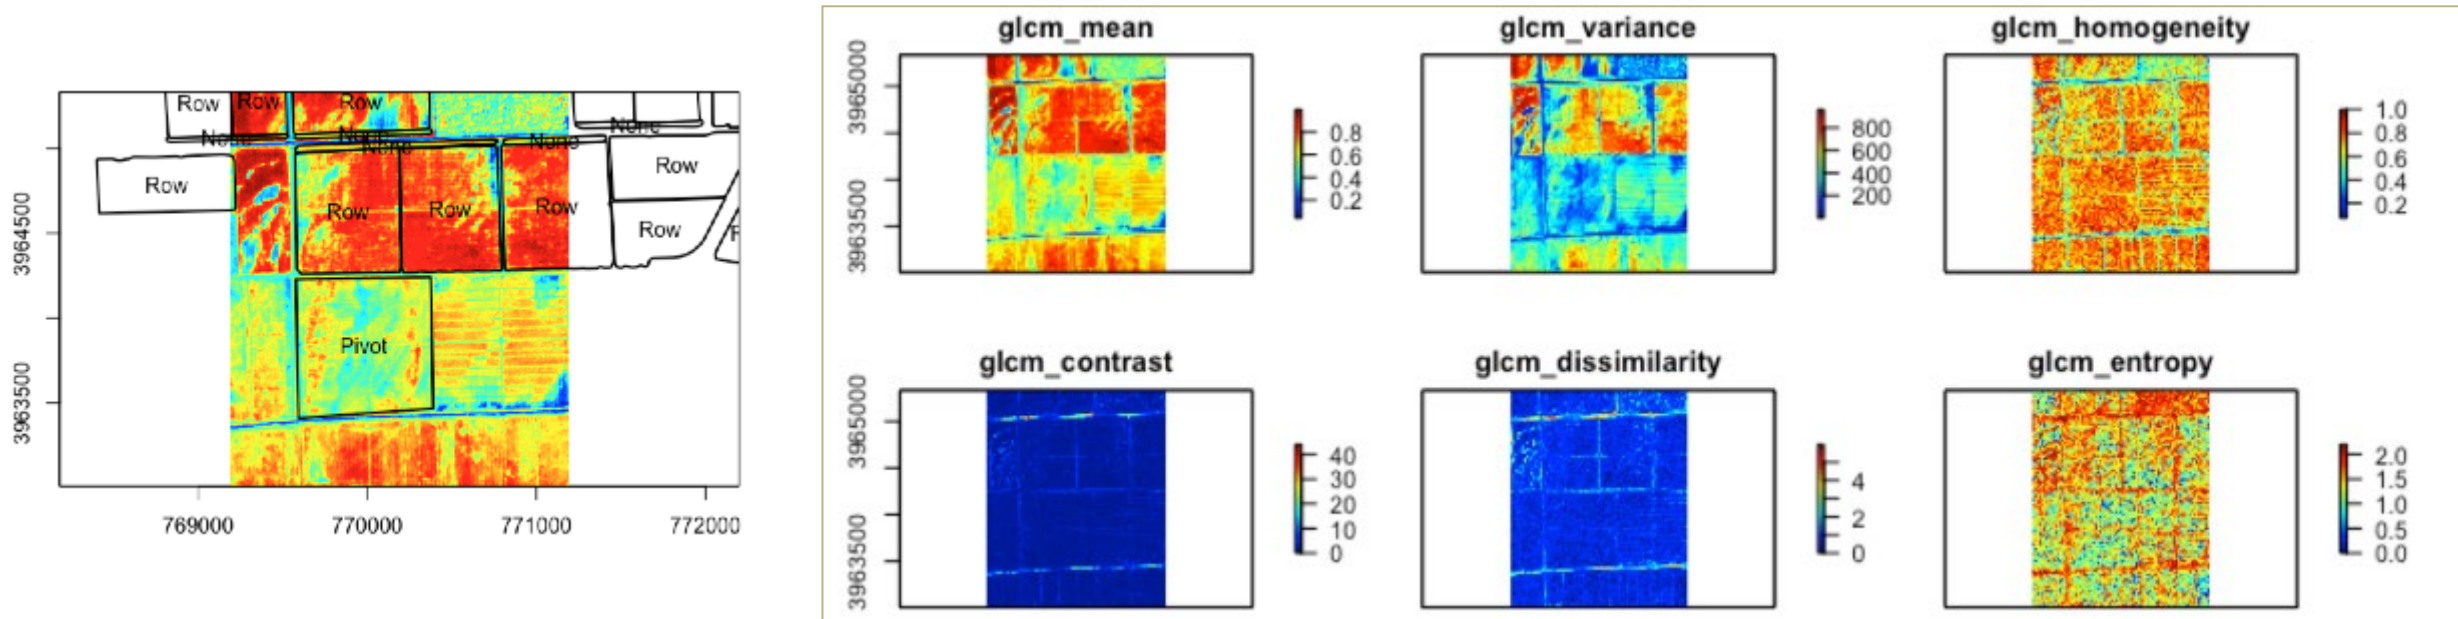 Row
Row
Row
None
None
None
None
None
Row
Row
Row
Row
Row
Row
Row
Pivot
3964500
3963500
769000
770000
771000
772000
glcm_mean
3965000
3963500
0.8
0.6
0.4
0.2
glcm_variance
800
600
400
200
glcm_homogeneity
1.0
0.8
0.6
0.4
0.2
glcm_contrast
3965000
3963500
40
30
20
10
0
glcm_dissimilarity
4
2
0
glcm_entropy
2.0
1.5
1.0
0.5
0.0